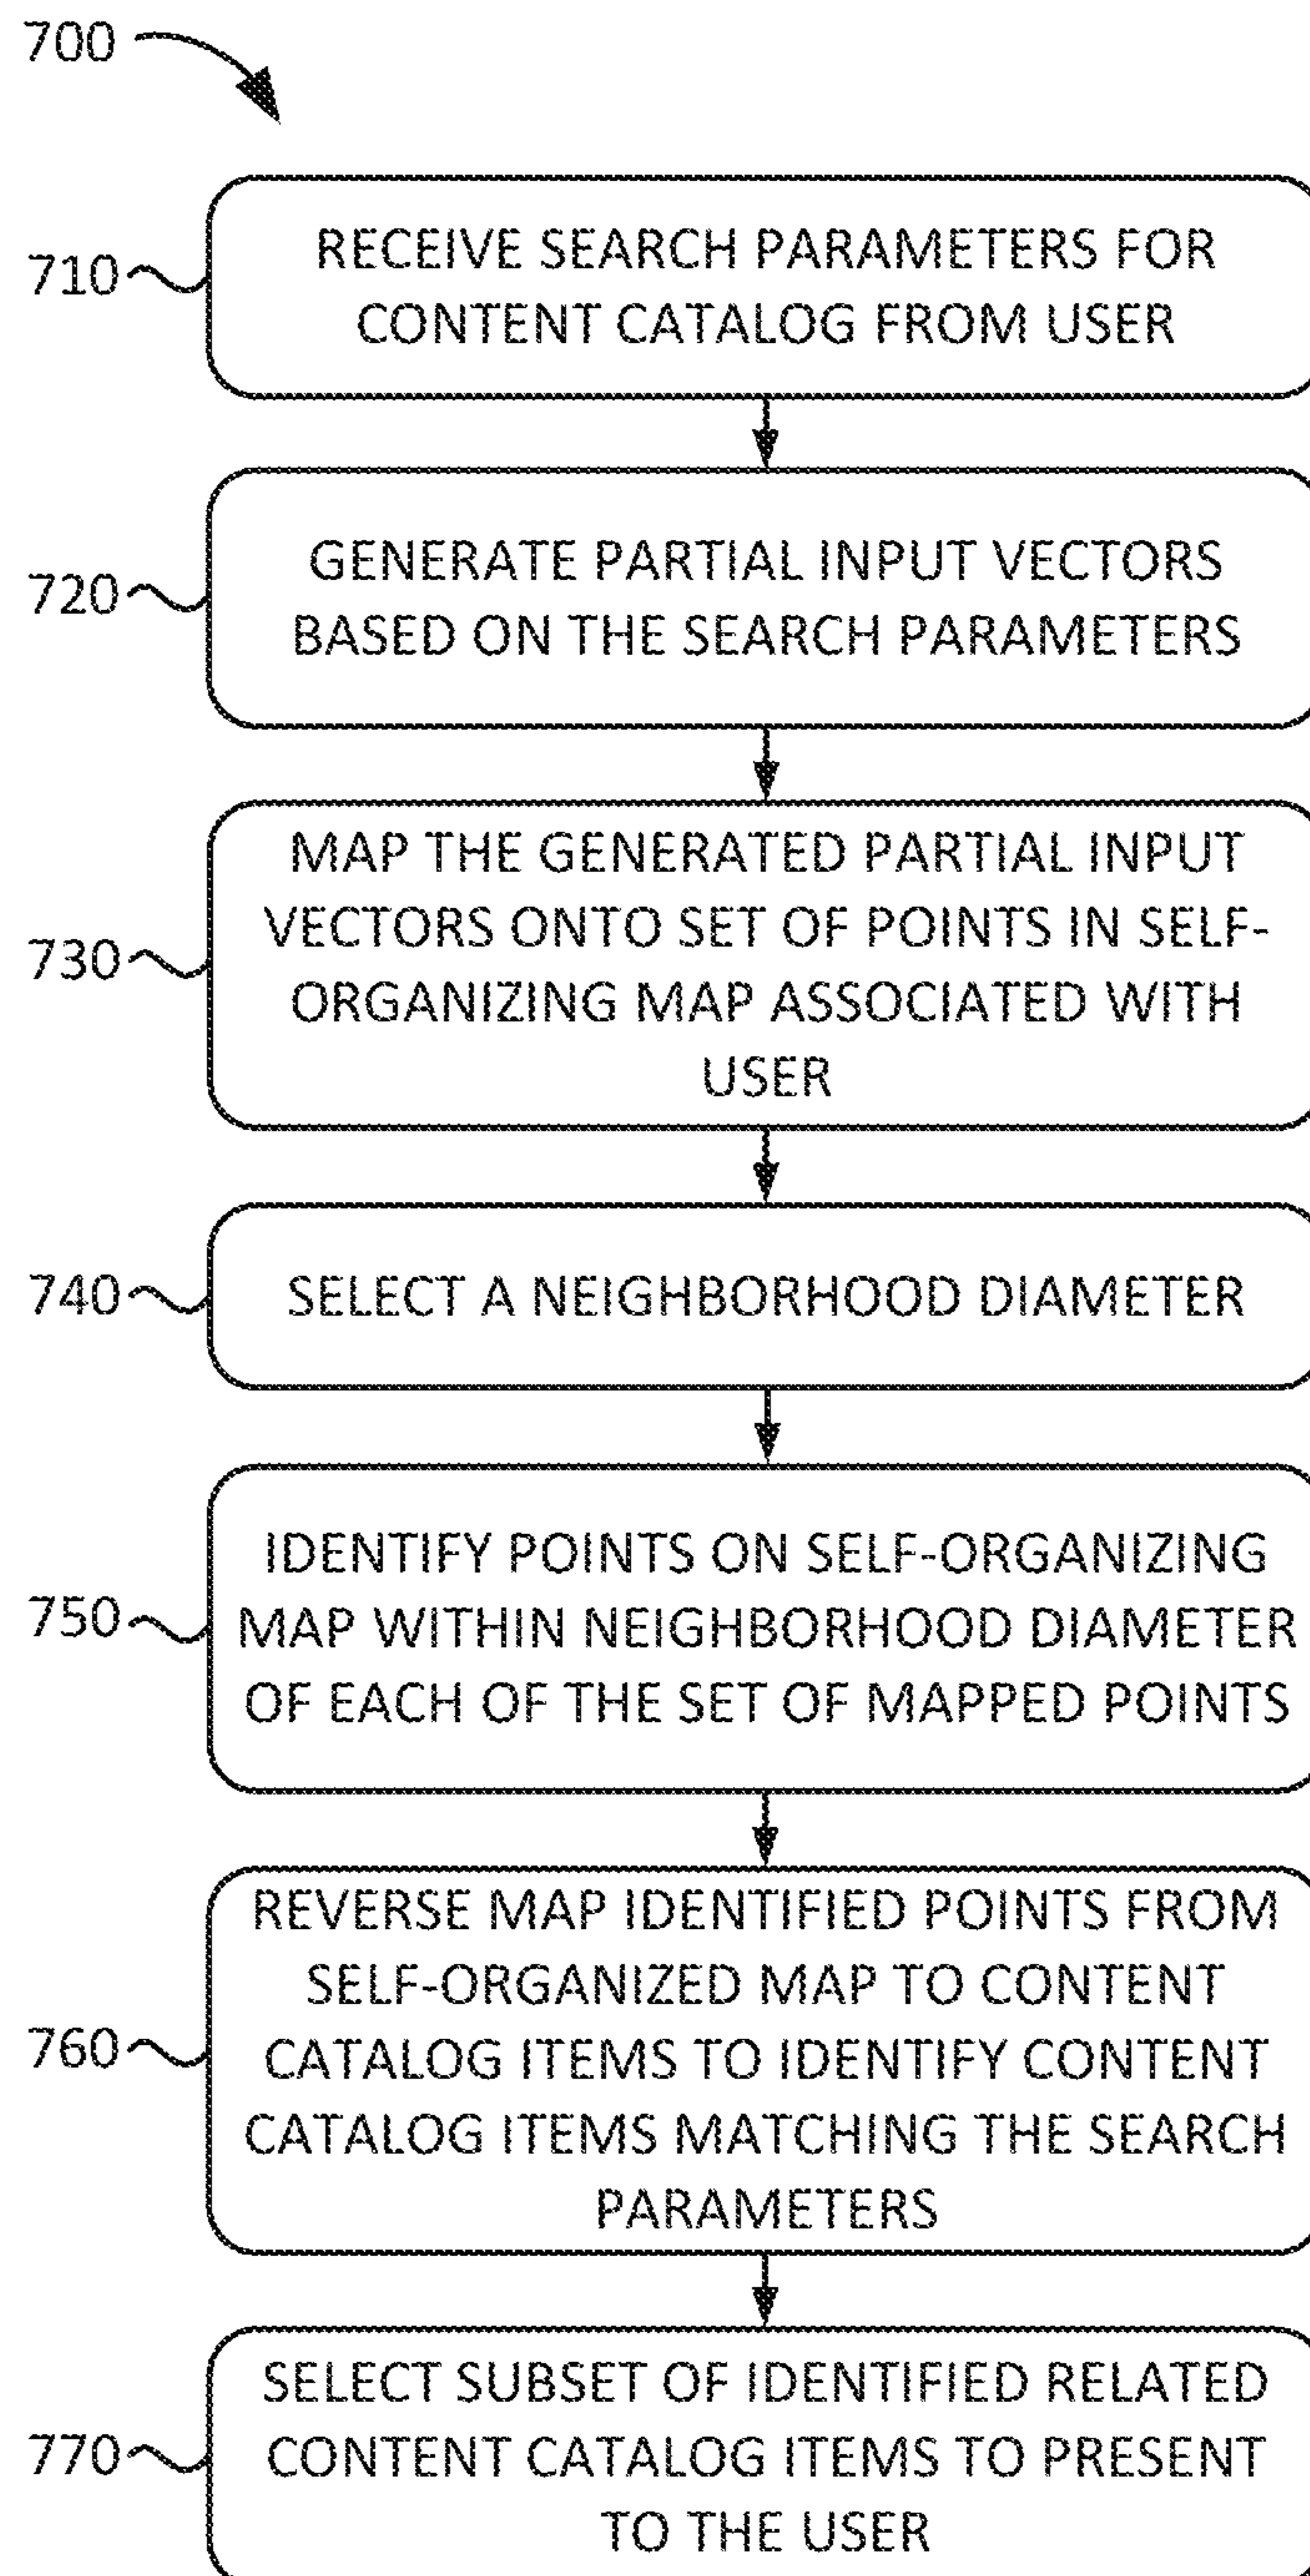 700
710
RECEIVE SEARCH PARAMETERS FOR
CONTENT CATALOG FROM USER
720
GENERATE PARTIAL INPUT VECTORS
BASED ON THE SEARCH PARAMETERS
730
MAP THE GENERATED PARTIAL INPUT
VECTORS ONTO SET OF POINTS IN SELF-
ORGANIZING MAP ASSOCIATED WITH
USER
740
SELECT A NEIGHBORHOOD DIAMETER
750
IDENTIFY POINTS ON SELF-ORGANIZING
MAP WITHIN NEIGHBORHOOD DIAMETER
OF EACH OF THE SET OF MAPPED POINTS
760
REVERSE MAP IDENTIFIED POINTS FROM
SELF-ORGANIZED MAP TO CONTENT
CATALOG ITEMS TO IDENTIFY CONTENT
CATALOG ITEMS MATCHING THE SEARCH
PARAMETERS
770
SELECT SUBSET OF IDENTIFIED RELATED
CONTENT CATALOG ITEMS TO PRESENT
TO THE USER